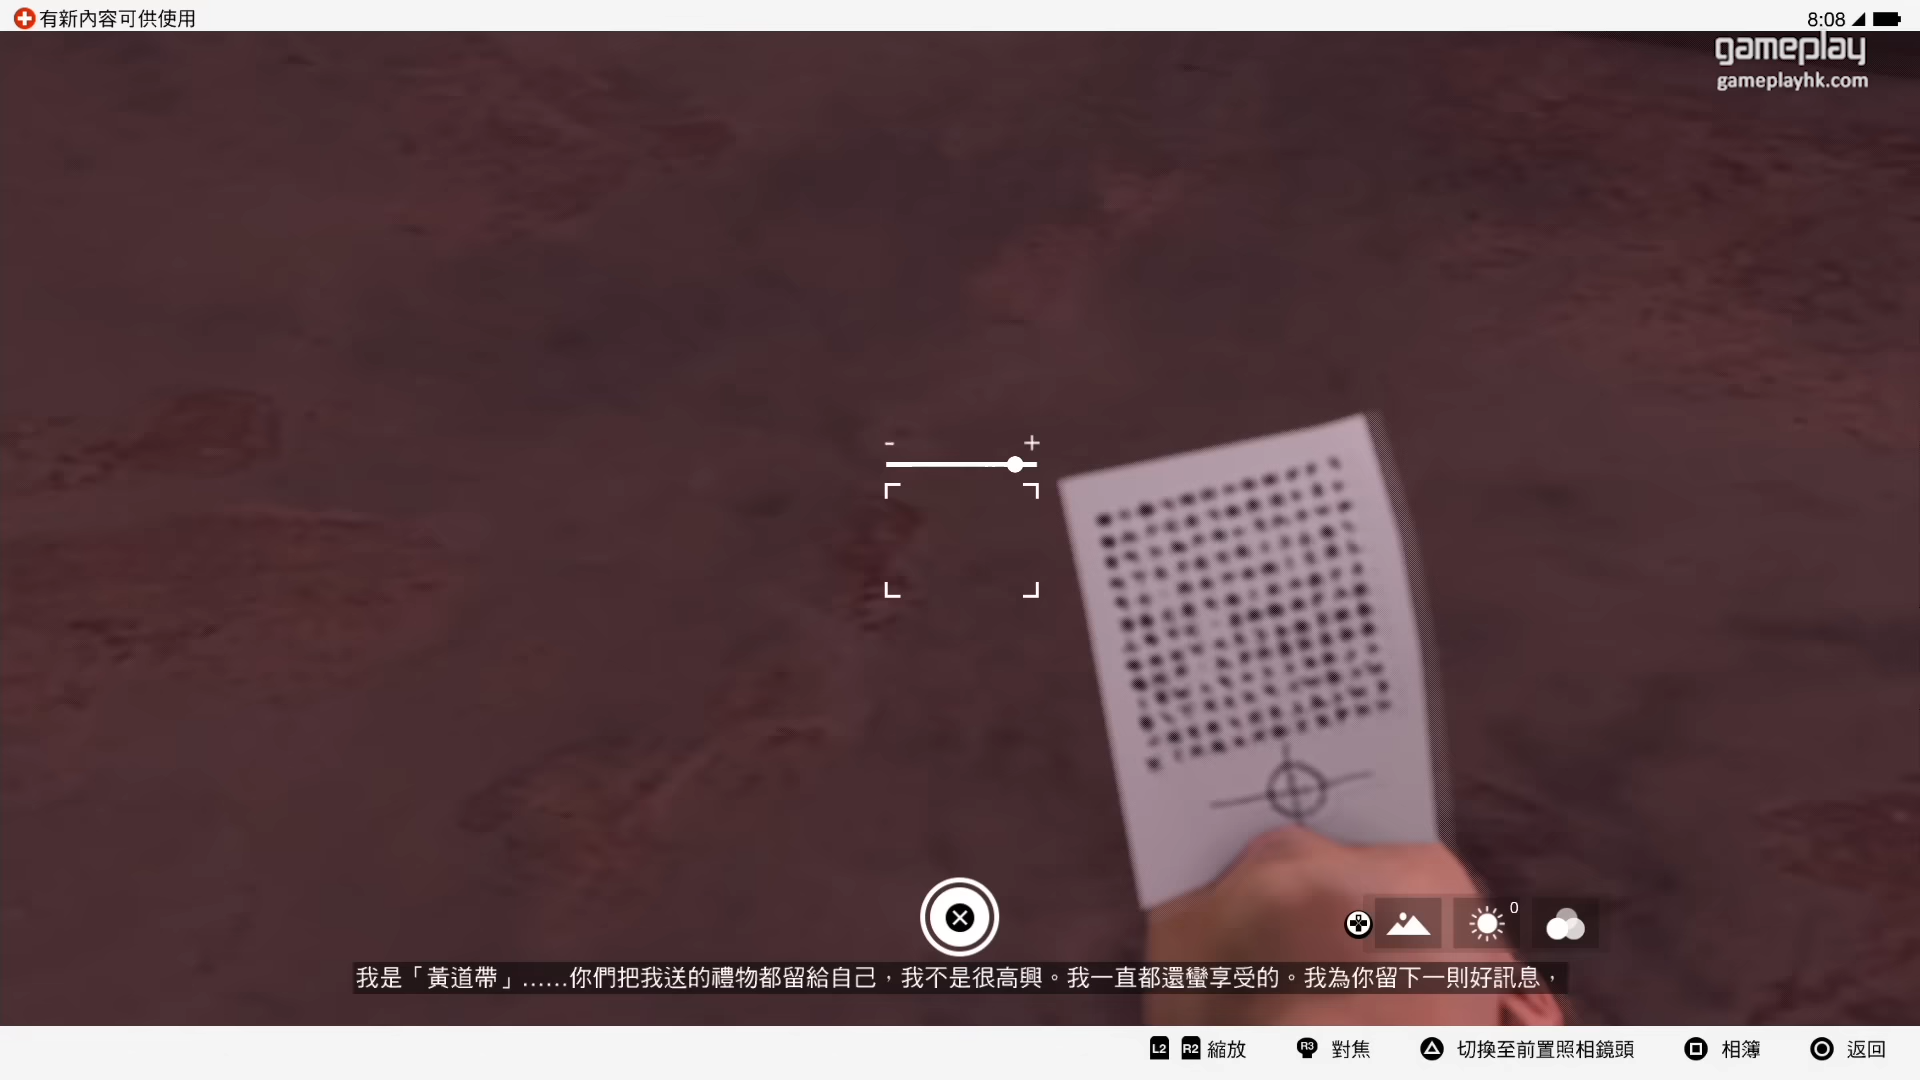 有新內容可供使用
8:08
gameplay
gameplayhk.com
- +
0
我是「黃道帶」……你們把我送的禮物都留給自己，我不是很高興。我一直都還蠻享受的。我為你留下一則好訊息，
L2 R2 縮放 R3 對焦 切換至前置照相鏡頭 相簿 返回